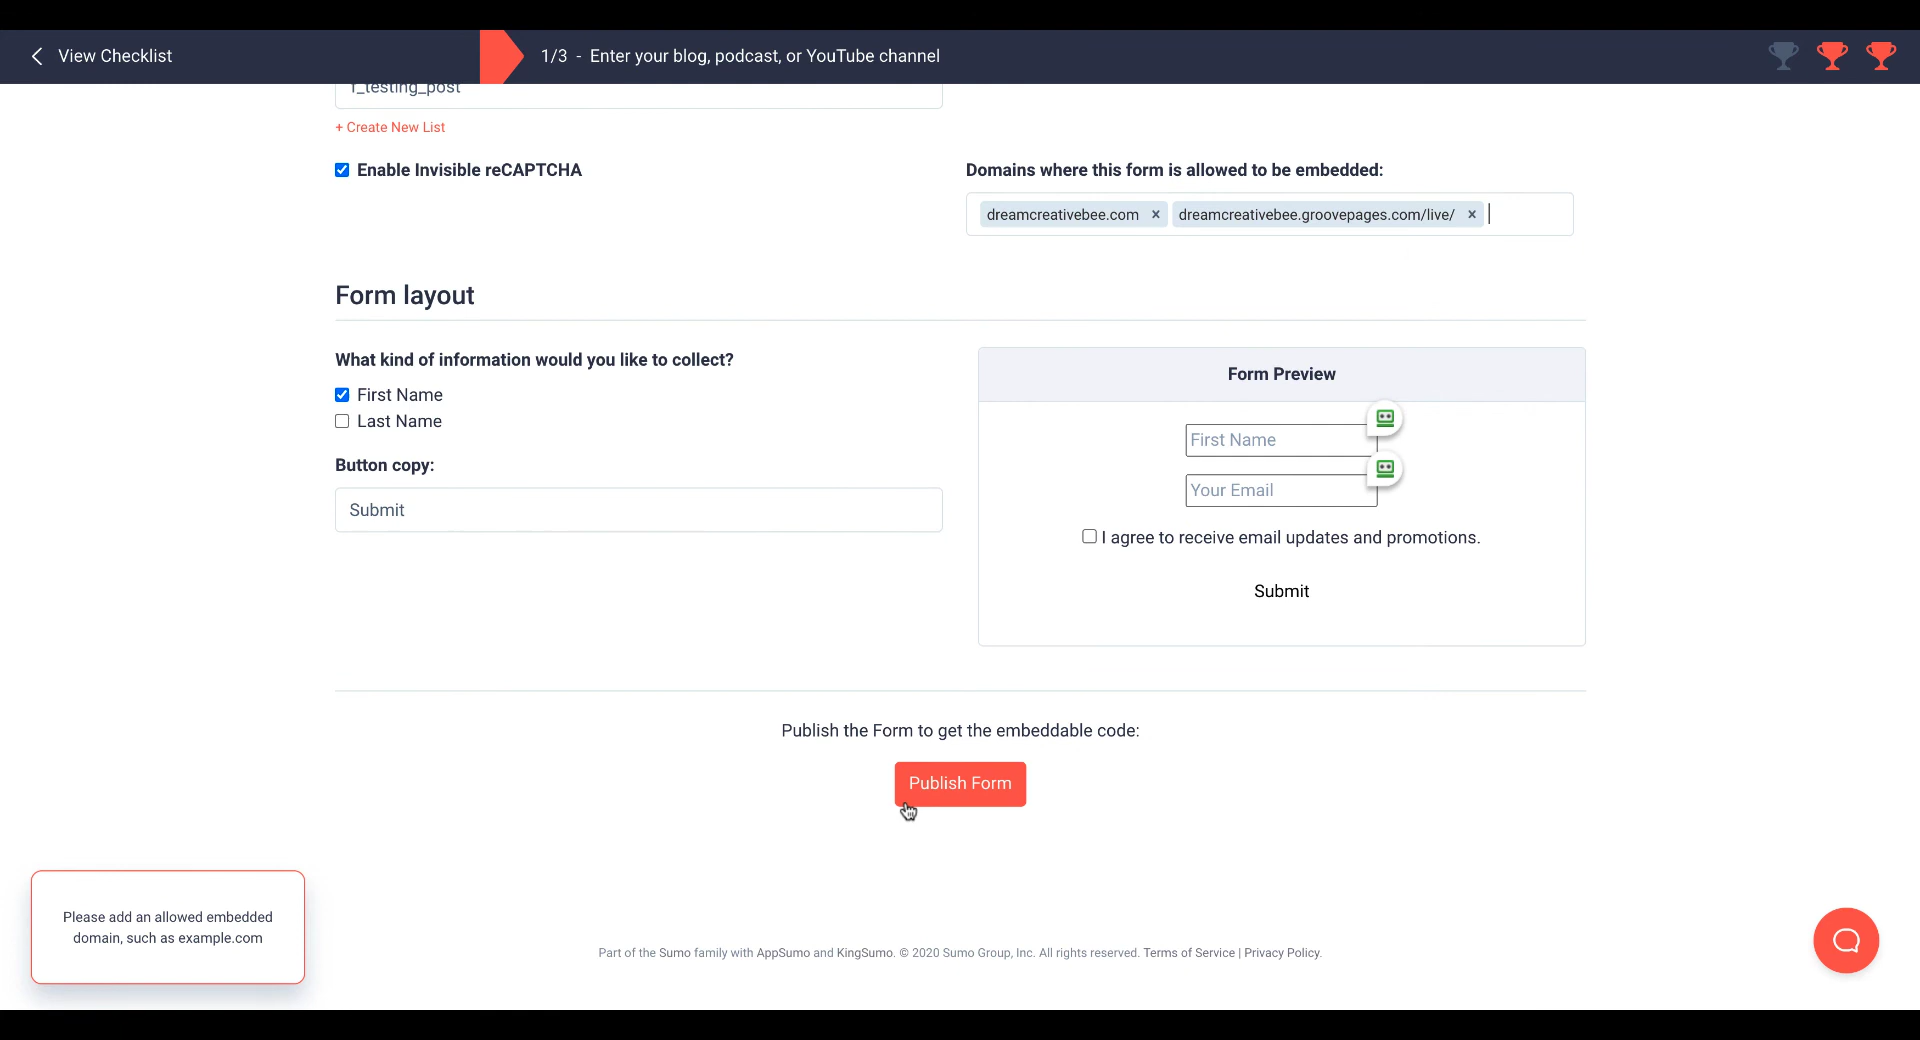 View Checklist
1/3 - Enter your blog, podcast, or YouTube channel
f_testing_post
+ Create New List
Enable Invisible reCAPTCHA
Domains where this form is allowed to be embedded:
dreamcreativebee.com × dreamcreativebee.groovepages.com/live/ ×
Form layout
What kind of information would you like to collect?
First Name
Last Name
Button copy:
Submit
Form Preview
First Name
Your Email
I agree to receive email updates and promotions.
Submit
Publish the Form to get the embeddable code:
Publish Form
Please add an allowed embedded
domain, such as example.com
Part of the Sumo family with AppSumo and KingSumo. © 2020 Sumo Group, Inc. All rights reserved. Terms of Service | Privacy Policy.